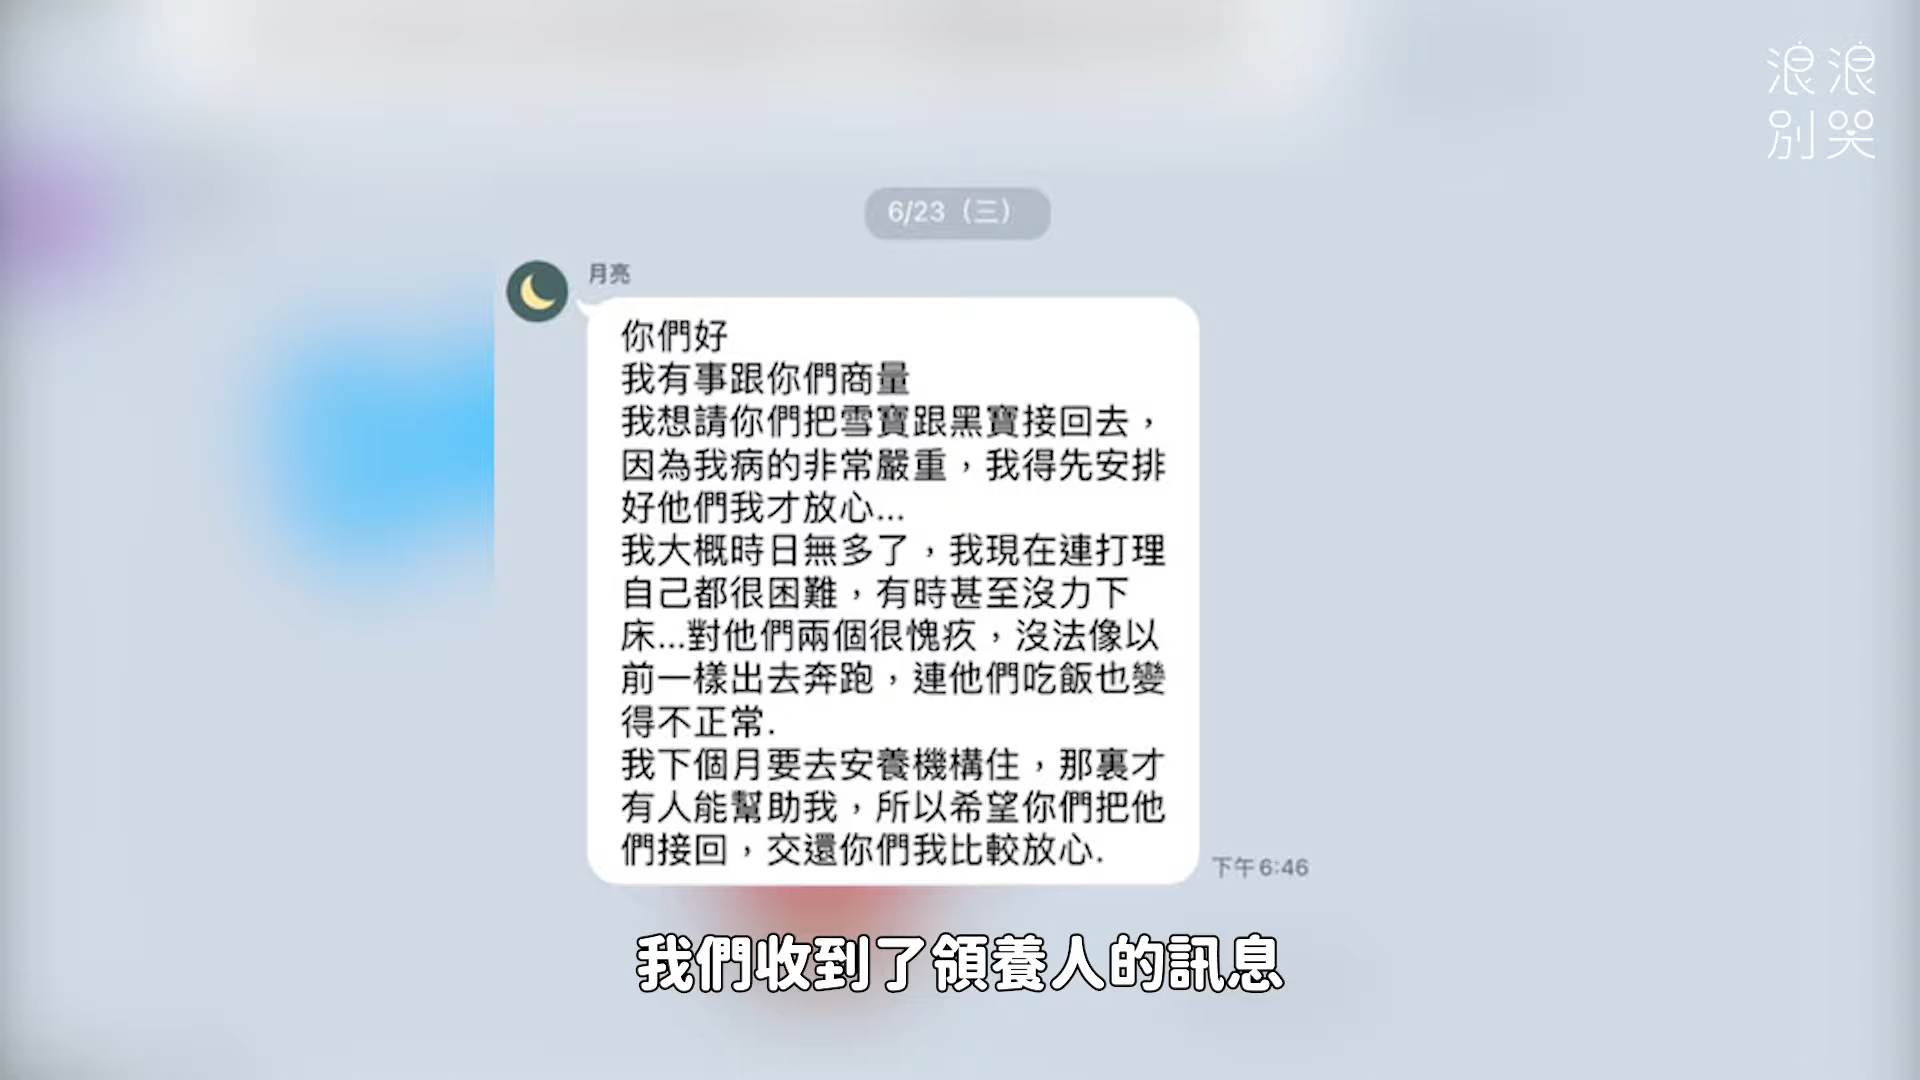 浪浪
別哭
6/23（三）
月亮
你們好
我有事跟你們商量
我想請你們把雪寶跟黑寶接回去，
因為我病的非常嚴重，我得先安排
好他們我才放心...
我大概時日無多了，我現在連打理
自己都很困難，有時甚至沒力下
床...對他們兩個很愧疚，沒法像以
前一樣出去奔跑，連他們吃飯也變
得不正常.
我下個月要去安養機構住，那裏才
有人能幫助我，所以希望你們把他
們接回，交還你們我比較放心.
下午6:46
我們收到了領養人的訊息